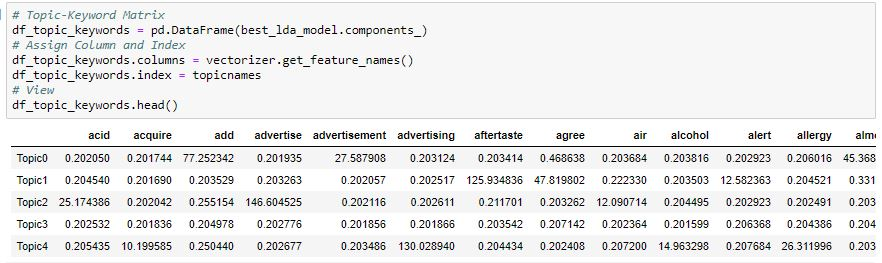 # Topic-Keyword Matrix
df_topic_keywords = pd.DataFrame(best_lda_model.components_)
# Assign Column and Index
df_topic_keywords.columns = vectorizer.get_feature_names()
df_topic_keywords.index = topicnames
# View
df_topic_keywords.head()
acid acquire add advertise advertisement advertising aftertaste agree air alcohol alert allergy almo
Topic0 0.202050 0.201744 77.252342 0.201935 27.587908 0.203124 0.203414 0.468638 0.203684 0.203816 0.202923 0.206016 45.368
Topic1 0.204540 0.201690 0.203529 0.203263 0.202057 0.202517 125.934836 47.819802 0.222330 0.203503 12.582363 0.204521 0.331
Topic2 25.174386 0.202042 0.255154 146.604525 0.202116 0.202611 0.211701 0.203262 12.090714 0.204495 0.202923 0.202491 0.203
Topic3 0.202532 0.201836 0.204978 0.202776 0.201856 0.201866 0.203542 0.207142 0.202364 0.201599 0.206368 0.204386 0.204
Topic4 0.205435 10.199585 0.250440 0.202677 0.203486 130.028940 0.204434 0.202408 0.207200 14.963298 0.207684 26.311996 0.203